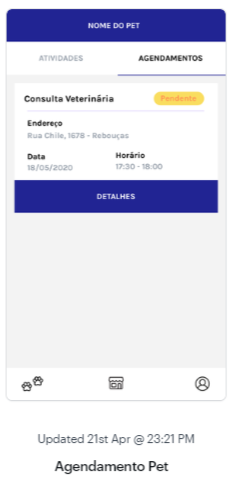 NOME DO PET
ATIVIDADES AGENDAMENTOS
Consulta Veterinária Pendente
Endereço
Rua Chile, 1678 - Rebouças
Data Horário
18/05/2020 17:30 - 18:00
DETALHES
Updated 21st Apr @ 23:21 PM
Agendamento Pet